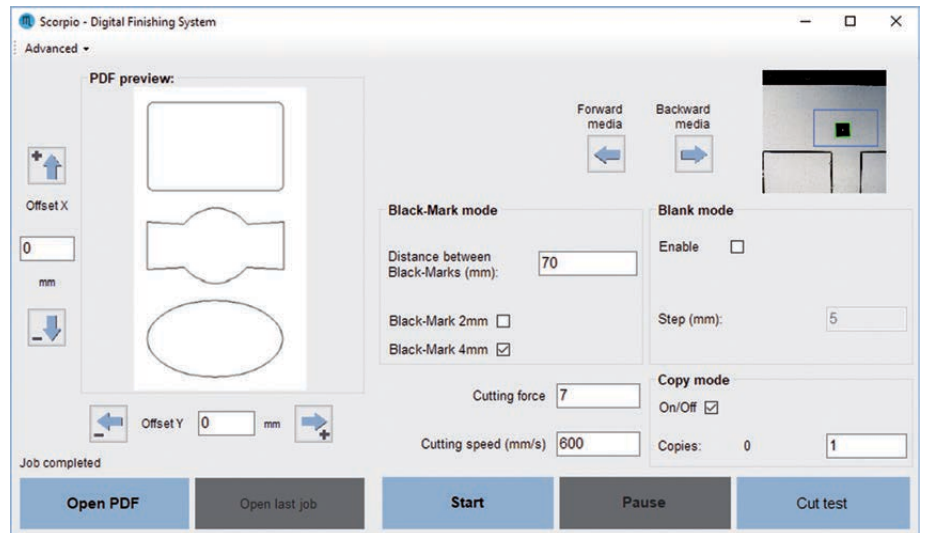 Scorpio - Digital Finishing System
Advanced
PDF preview:
Forward
media
Backward
media
Offset X
0
mm
Black-Mark mode
Distance between
Black-Marks (mm):
70
Black-Mark 2mm
Black-Mark 4mm
Blank mode
Enable
Step (mm):
5
Cutting force 7
Cutting speed (mm/s) 600
Copy mode
On/Off
Copies: 0 1
Offset Y 0 mm
Job completed
Open PDF
Open last job
Start
Pause
Cut test